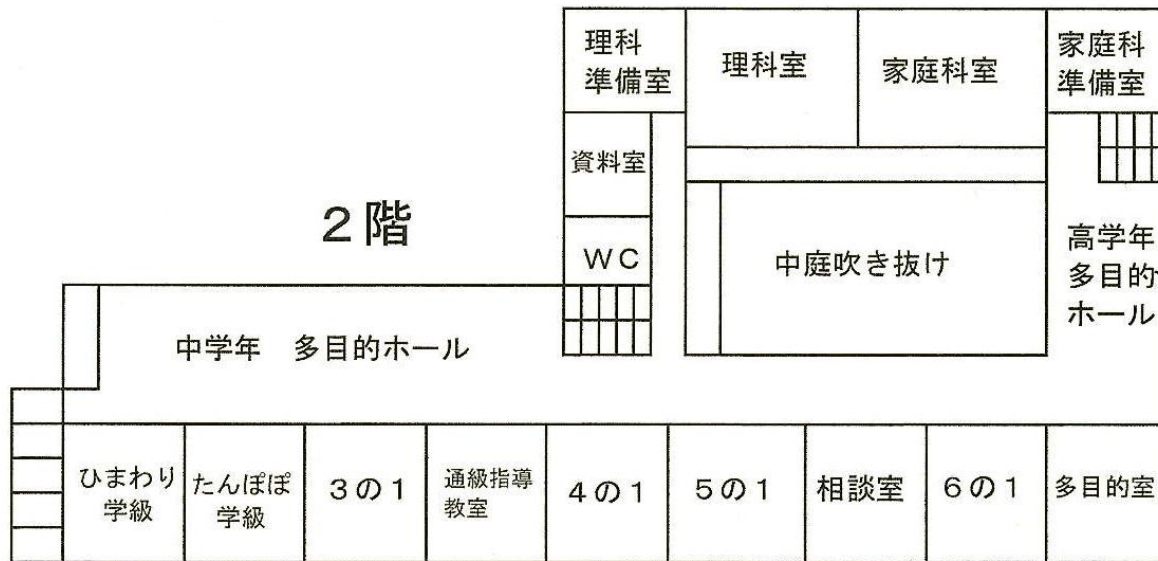 理科
準備室
理科室
家庭科室
家庭科
準備室
資料室
2階
WC
中庭吹き抜け
高学年
多目的
ホール
中学年 多目的ホール
ひまわり
学級
たんぽぽ
学級
3の1
通級指導
教室
4の1
5の1
相談室
6の1
多目的室